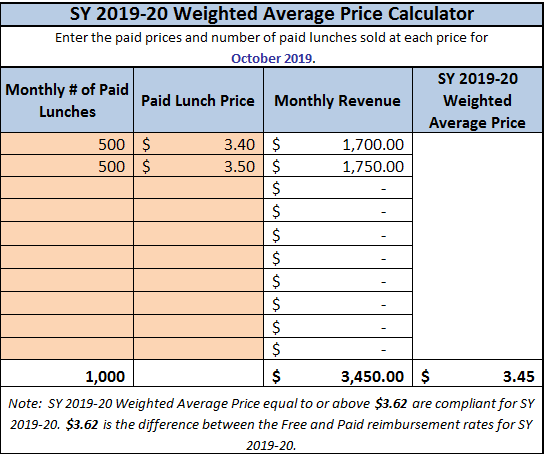 SY 2019-20 Weighted Average Price Calculator
Enter the paid prices and number of paid lunches sold at each price for
October 2019.
Monthly # of Paid Lunches Paid Lunch Price Monthly Revenue SY 2019-20 Weighted Average Price
500 $ 3.40 $ 1,700.00
500 $ 3.50 $ 1,750.00
$ -
$ -
$ -
$ -
$ -
$ -
$ -
$ -
1,000 $ 3,450.00 $ 3.45
Note: SY 2019-20 Weighted Average Price equal to or above $3.62 are compliant for SY
2019-20. $3.62 is the difference between the Free and Paid reimbursement rates for SY
2019-20.